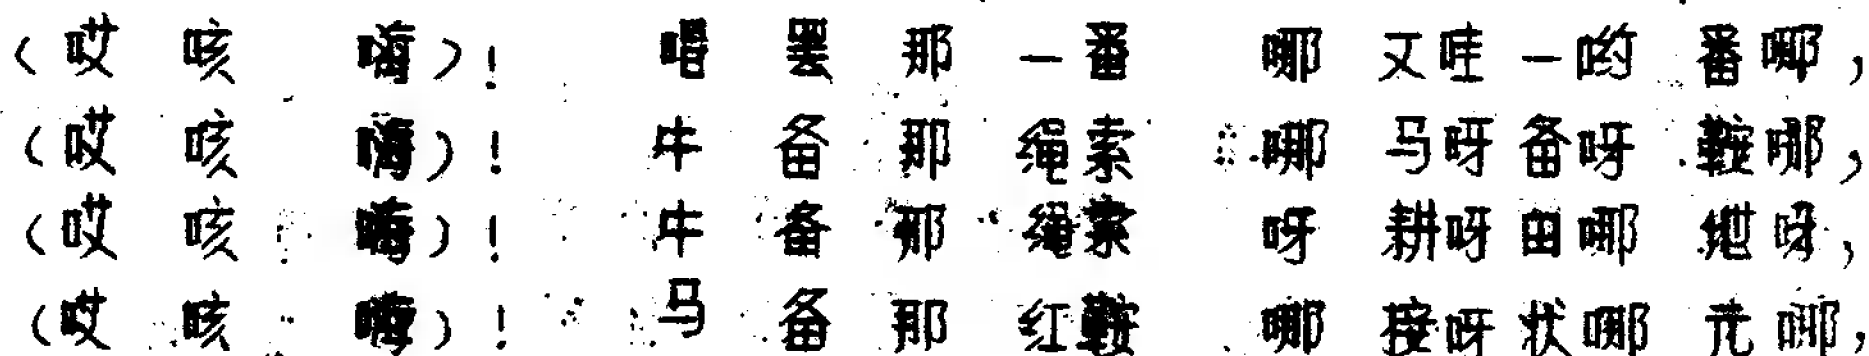 （哎咳嗨）！唱罢那一番哪又哇一哟番哪，
（哎咳嗨）！牛备那绳索哪马呀备呀鞍哪，
（哎咳嗨）！牛备那绳索呀耕呀田哪地呀，
（哎咳嗨）！马备那红鞍哪接呀状哪元哪，